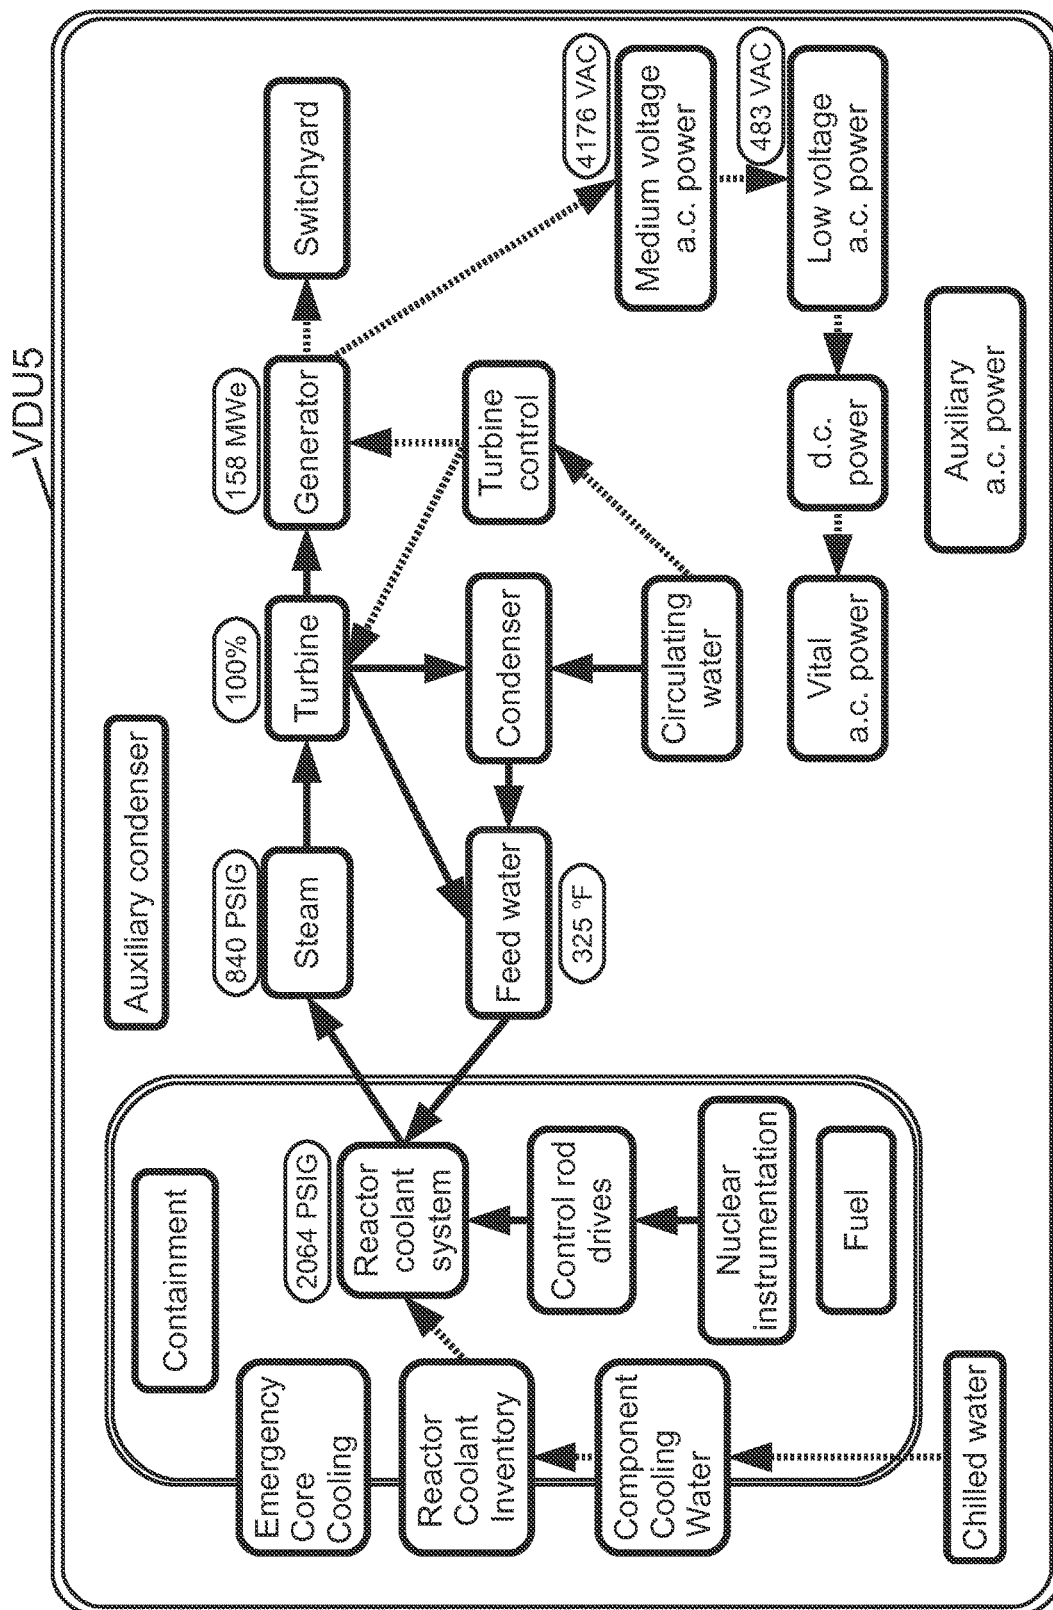 VDU5
Containment
Auxiliary condenser
Emergency
Core
Cooling
2064 PSIG
840 PSIG
100%
158 MWe
Reactor
coolant
system
Steam
Turbine
Generator
Switchyard
Reactor
Coolant
Inventory
Control rod
drives
Feed water
325 ºF
Condenser
Turbine
control
4176 VAC
Component
Cooling
Water
Nuclear
instrumentation
Circulating
water
Medium voltage
a.c. power
483 VAC
Fuel
Vital
a.c. power
d.c.
power
Low voltage
a.c. power
Chilled water
Auxiliary
a.c. power